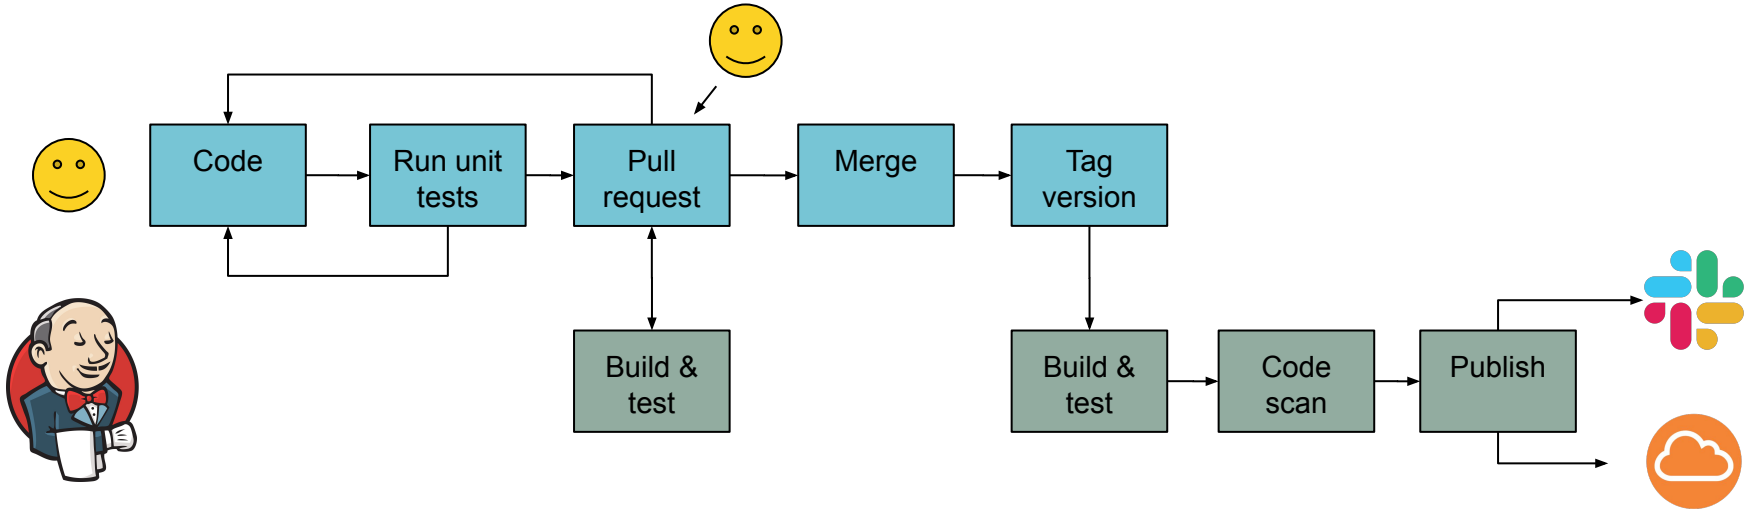 Code
Run unit
tests
Pull
request
Merge
Tag
version
Build &
test
Build &
test
Code
scan
Publish